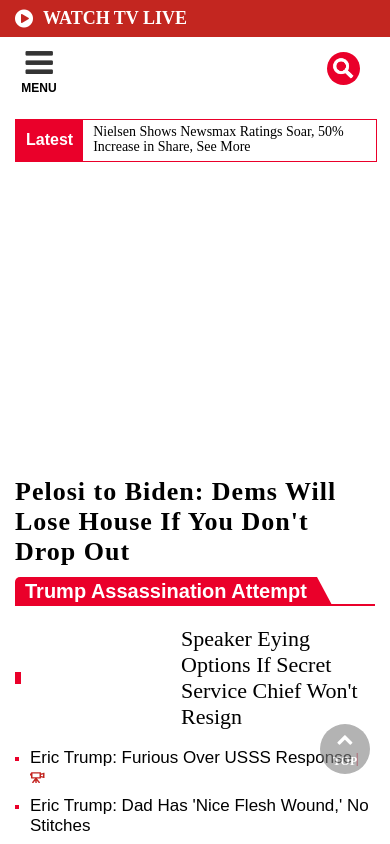 WATCH TV LIVE
MENU
Latest
Nielsen Shows Newsmax Ratings Soar, 50%
Increase in Share, See More
Pelosi to Biden: Dems Will
Lose House If You Don't
Drop Out
Trump Assassination Attempt
Speaker Eying
Options If Secret
Service Chief Won't
Resign
Eric Trump: Furious Over USSS Response |
TOP
Eric Trump: Dad Has 'Nice Flesh Wound,' No
Stitches